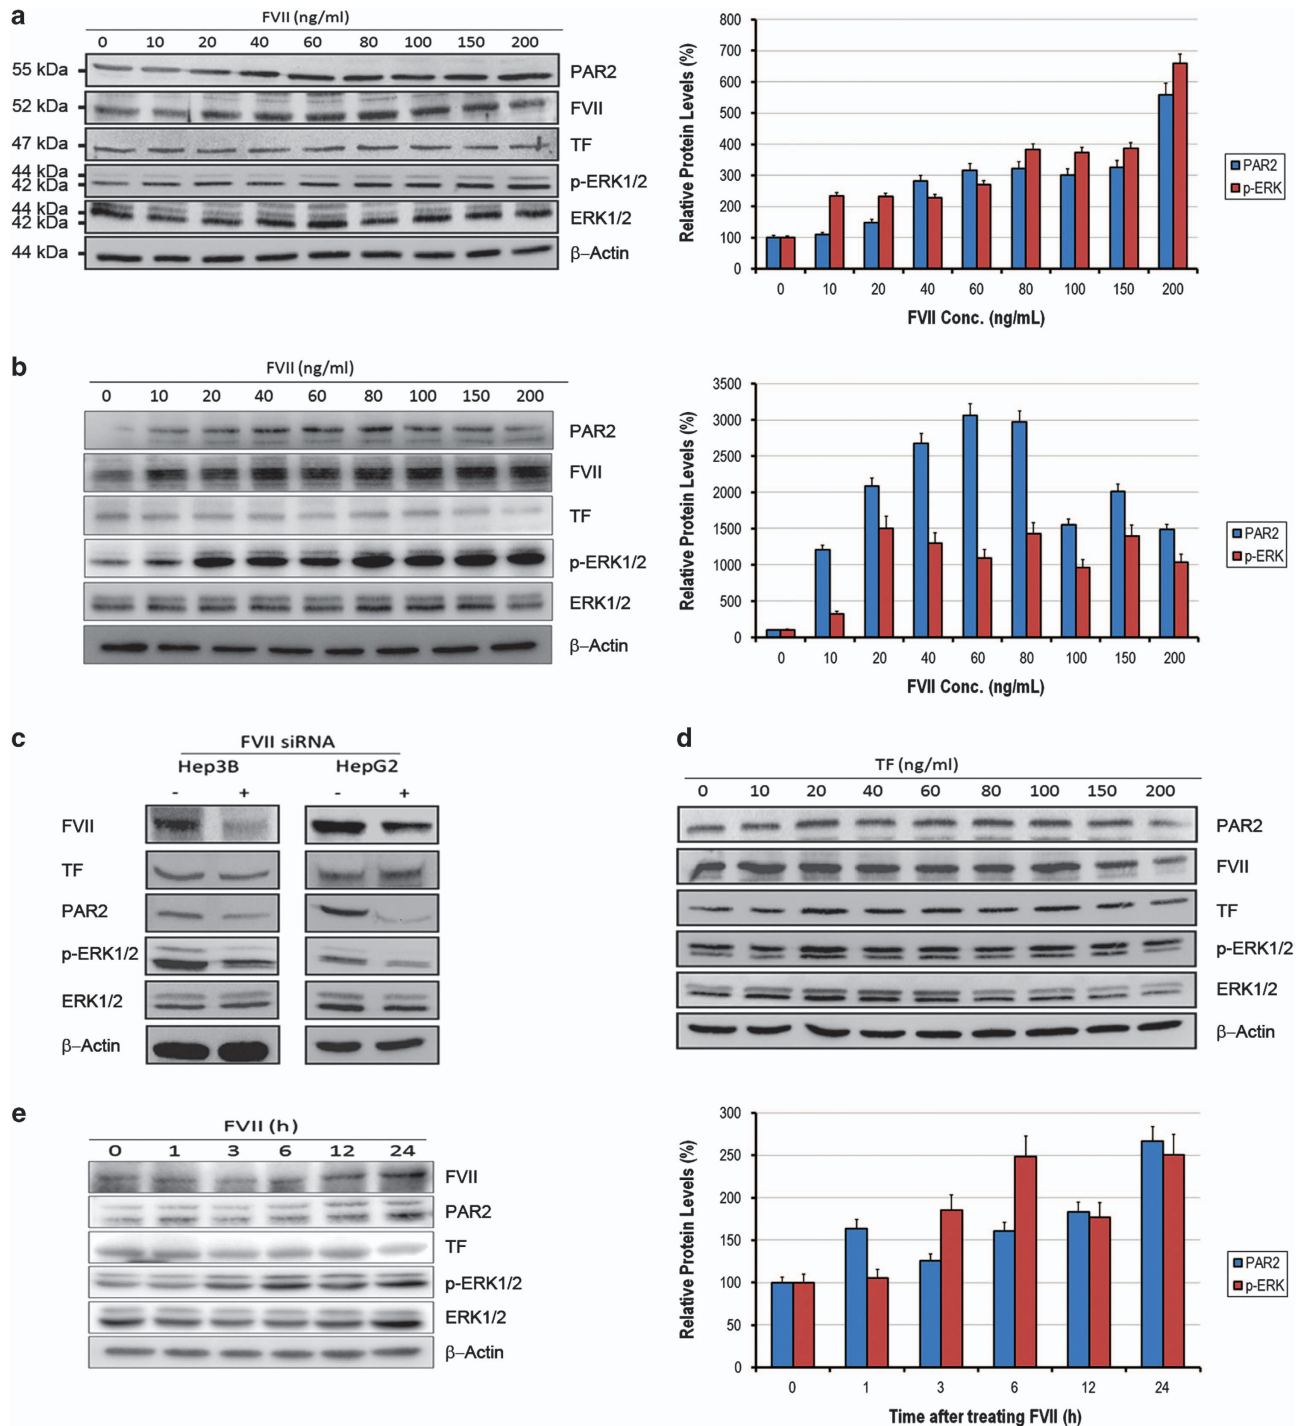 a
FVII (ng/ml)
0 10 20 40 60 80 100 150 200
55 kDa PAR2
52 kDa FVII
47 kDa TF
44 kDa
42 kDa p-ERK1/2
44 kDa
42 kDa ERK1/2
44 kDa β–Actin
800
700
600
500
400
300
200
100
0
Relative Protein Levels (%)
0 10 20 40 60 80 100 150 200
FVII Conc. (ng/mL)
PAR2
p-ERK
b
FVII (ng/ml)
0 10 20 40 60 80 100 150 200
PAR2
FVII
TF
p-ERK1/2
ERK1/2
β–Actin
3500
3000
2500
2000
1500
1000
500
0
Relative Protein Levels (%)
0 10 20 40 60 80 100 150 200
FVII Conc. (ng/mL)
PAR2
p-ERK
c
FVII siRNA
Hep3B HepG2
- + - +
FVII
TF
PAR2
p-ERK1/2
ERK1/2
β–Actin
d
TF (ng/ml)
0 10 20 40 60 80 100 150 200
PAR2
FVII
TF
p-ERK1/2
ERK1/2
β–Actin
e
FVII (h)
0 1 3 6 12 24
FVII
PAR2
TF
p-ERK1/2
ERK1/2
β–Actin
300
250
200
150
100
50
0
Relative Protein Levels (%)
0 1 3 6 12 24
Time after treating FVII (h)
PAR2
p-ERK